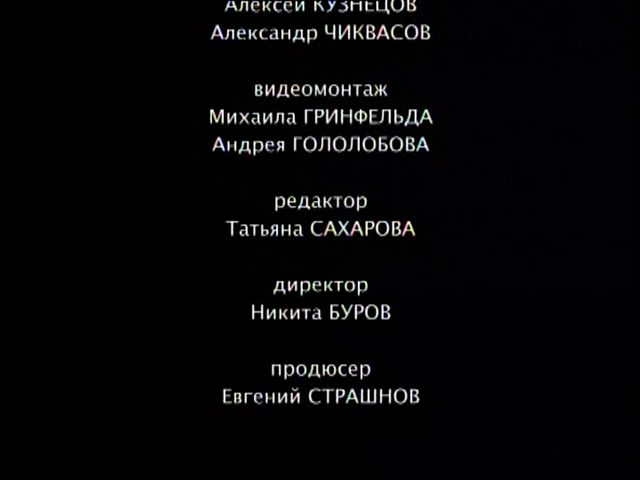 Алексей КУЗНЕЦОВ
Александр ЧИКВАСОВ
видеомонтаж
Михаила ГРИНФЕЛЬДА
Андрея ГОЛОЛОБОВА
редактор
Татьяна САХАРОВА
директор
Никита БУРОВ
продюсер
Евгений СТРАШНОВ